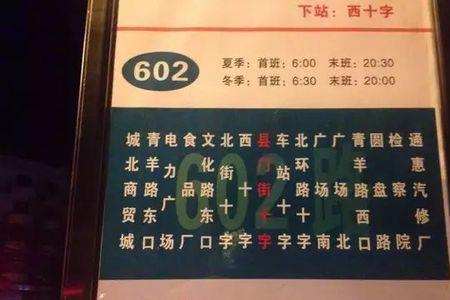 下站：西十字
602
夏季：首班：6:00 末班：20:30
冬季：首班：6:30 末班：20:00
602路
城北商贸城
青羊路东口
电力广场
食品厂
文化路东口
北街十字
西十字
县门街十字
车站十字
北环路十字
广场南
广场北
青羊路西口
圆盘路
检察院
通惠汽修厂